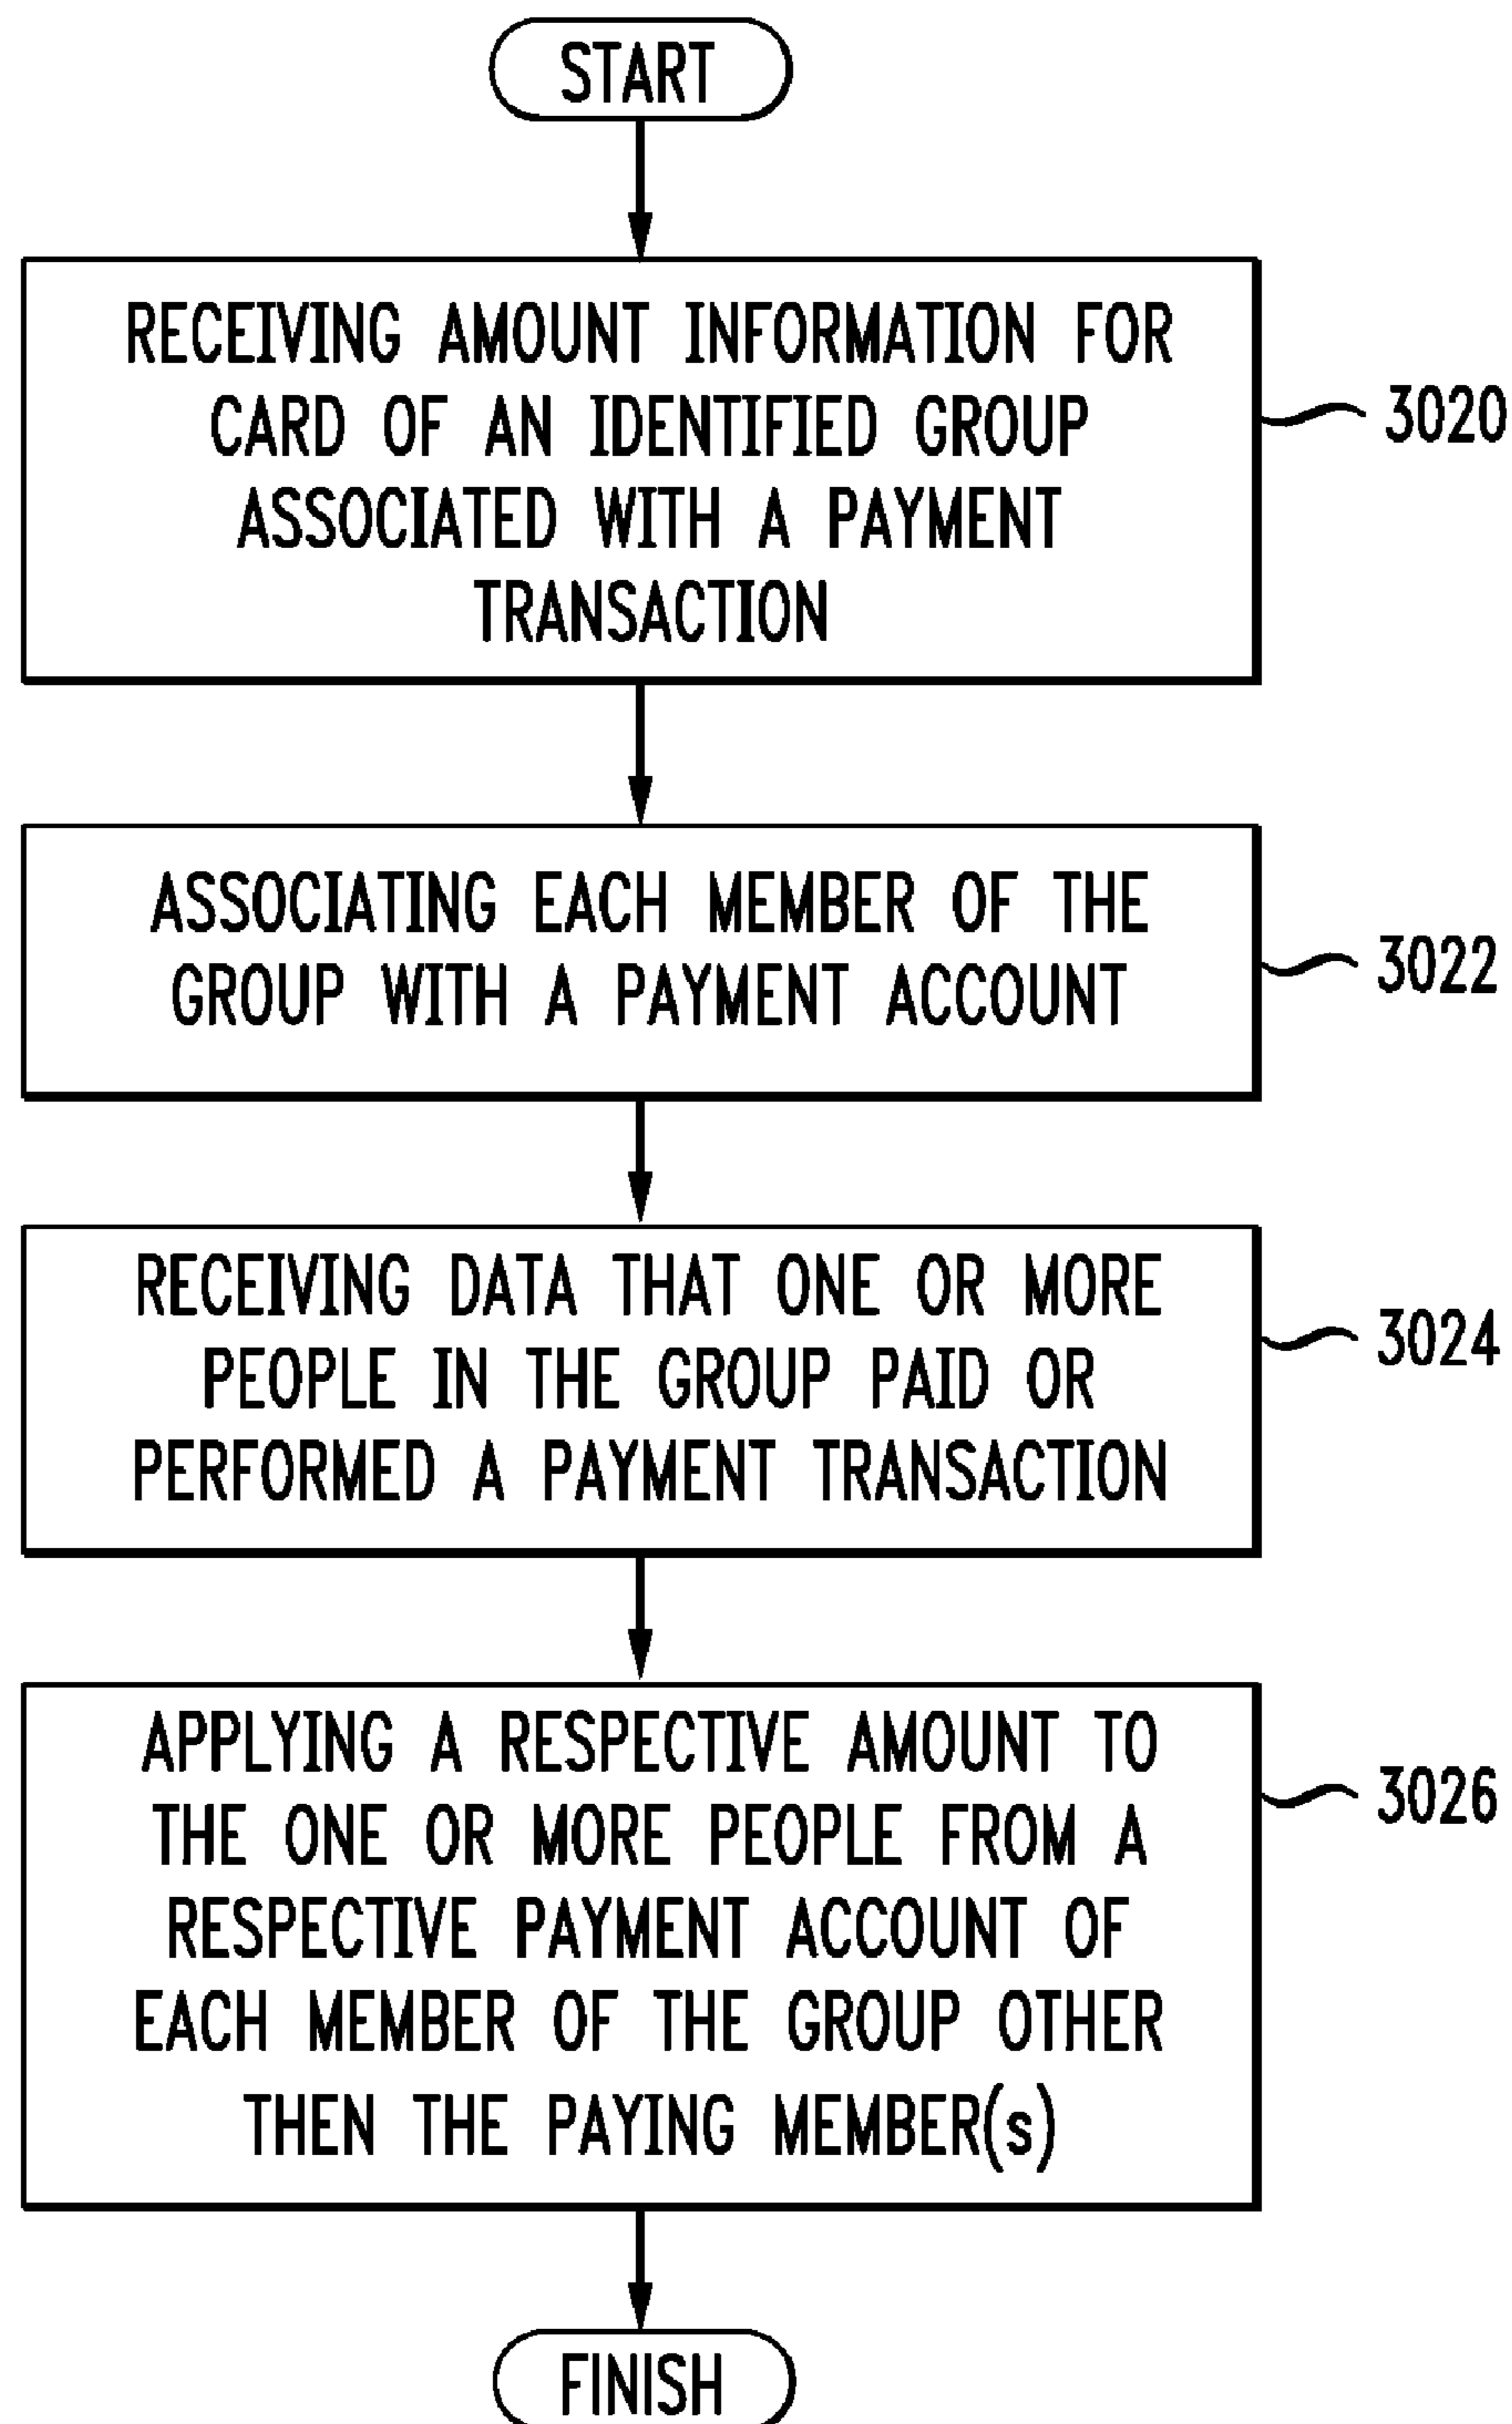 START
RECEIVING AMOUNT INFORMATION FOR
CARD OF AN IDENTIFIED GROUP
ASSOCIATED WITH A PAYMENT
TRANSACTION
3020
ASSOCIATING EACH MEMBER OF THE
GROUP WITH A PAYMENT ACCOUNT
3022
RECEIVING DATA THAT ONE OR MORE
PEOPLE IN THE GROUP PAID OR
PERFORMED A PAYMENT TRANSACTION
3024
APPLYING A RESPECTIVE AMOUNT TO
THE ONE OR MORE PEOPLE FROM A
RESPECTIVE PAYMENT ACCOUNT OF
EACH MEMBER OF THE GROUP OTHER
THEN THE PAYING MEMBER(s)
3026
FINISH